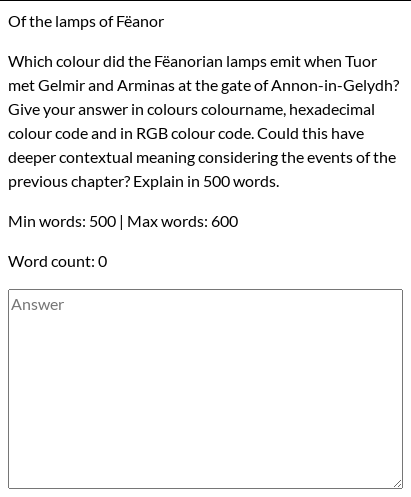 Of the lamps of Fëanor
Which colour did the Fëanorian lamps emit when Tuor
met Gelmir and Arminas at the gate of Annon-in-Gelydh?
Give your answer in colours colourname, hexadecimal
colour code and in RGB colour code. Could this have
deeper contextual meaning considering the events of the
previous chapter? Explain in 500 words.
Min words: 500 | Max words: 600
Word count: 0
Answer